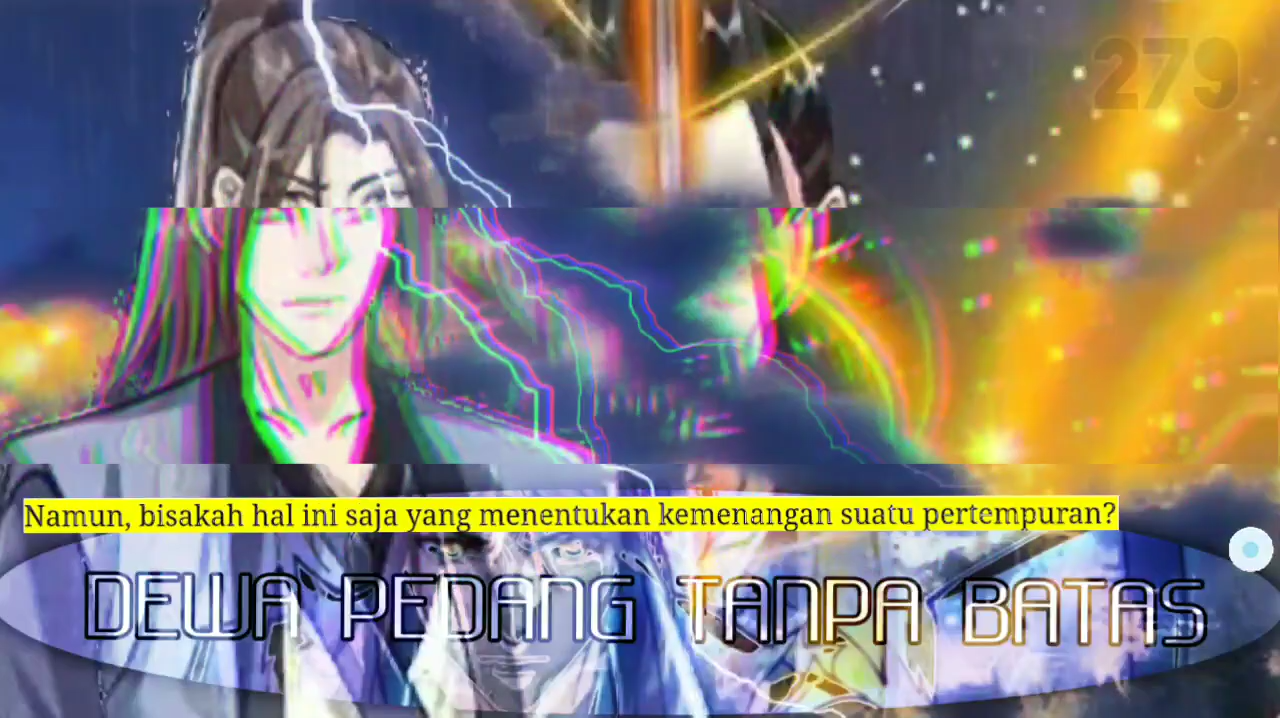 279
Namun, bisakah hal ini saja yang menentukan kemenangan suatu pertempuran?
DEWA PEDANG TANPA BATAS